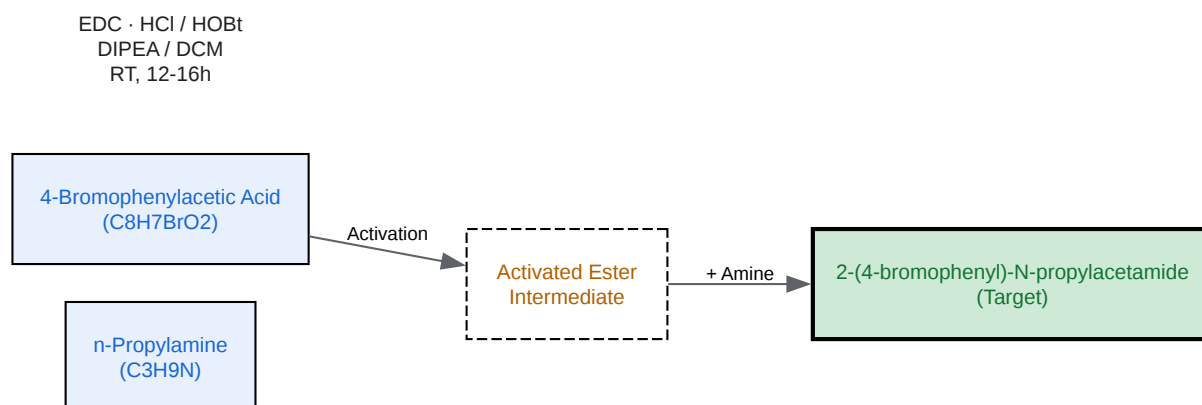 EDC · HCl / HOBt
DIPEA / DCM
RT, 12-16h
4-Bromophenylacetic Acid
(C8H7BrO2)
Activation
Activated Ester
Intermediate
+ Amine
2-(4-bromophenyl)-N-propylacetamide
(Target)
n-Propylamine
(C3H9N)